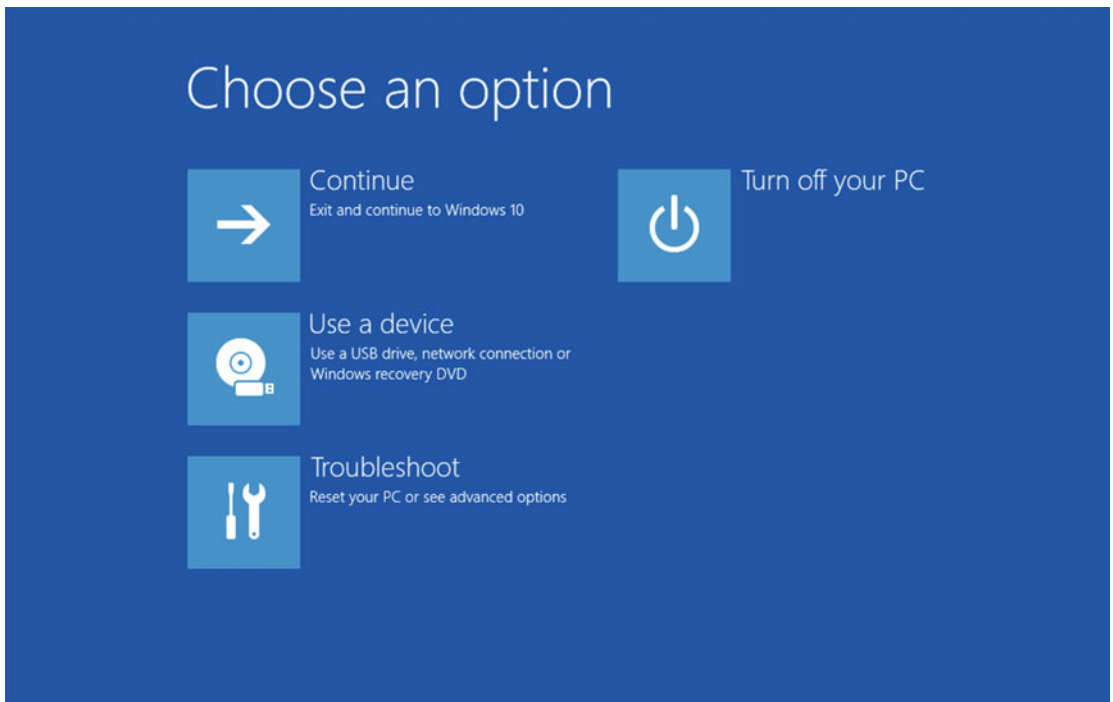 Choose an option
Continue
Exit and continue to Windows 10
Use a device
Use a USB drive, network connection or
Windows recovery DVD
Troubleshoot
Reset your PC or see advanced options
Turn off your PC